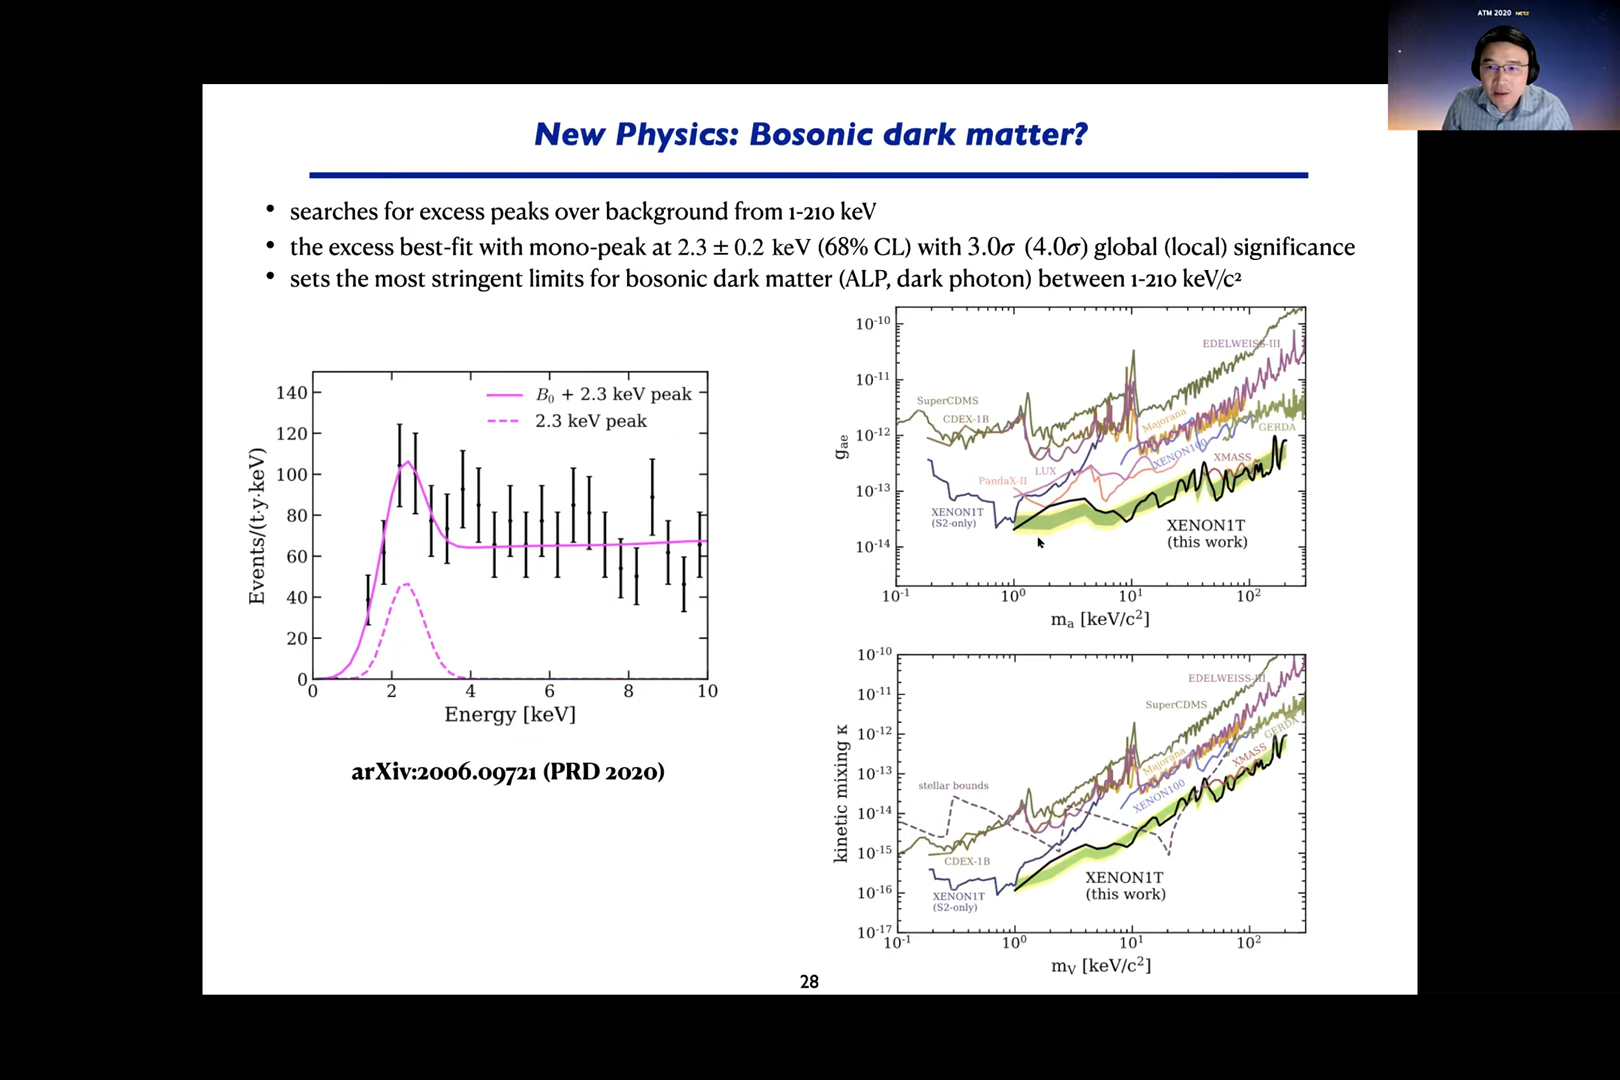 ATM 2020
New Physics: Bosonic dark matter?
• searches for excess peaks over background from 1-210 keV
• the excess best-fit with mono-peak at 2.3 ± 0.2 keV (68% CL) with 3.0σ (4.0σ) global (local) significance
• sets the most stringent limits for bosonic dark matter (ALP, dark photon) between 1-210 keV/c²
Events/(t·y·keV)
140
120
100
80
60
40
20
0
B₀ + 2.3 keV peak
2.3 keV peak
0 2 4 6 8 10
Energy [keV]
arXiv:2006.09721 (PRD 2020)
gₐₑ
10⁻¹⁰
10⁻¹¹
10⁻¹²
10⁻¹³
10⁻¹⁴
EDELWEISS-III
SuperCDMS
CDEX-1B
Majorana
GERDA
XENON100
LUX
XMASS
PandaX-II
XENON1T
(S2-only)
XENON1T
(this work)
10⁻¹ 10⁰ 10¹ 10²
mₐ [keV/c²]
kinetic mixing κ
10⁻¹⁰
10⁻¹¹
10⁻¹²
10⁻¹³
10⁻¹⁴
10⁻¹⁵
10⁻¹⁶
10⁻¹⁷
EDELWEISS-III
SuperCDMS
GERDA
Majorana
XMASS
stellar bounds
XENON100
CDEX-1B
XENON1T
(S2-only)
XENON1T
(this work)
10⁻¹ 10⁰ 10¹ 10²
m_V [keV/c²]
28